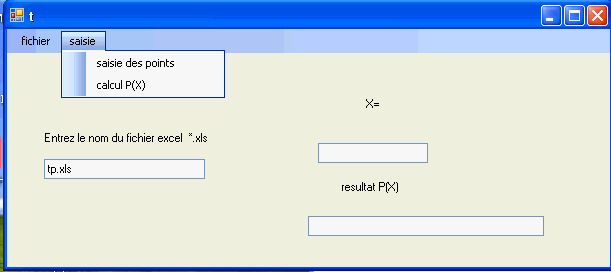 t
fichier saisie
saisie des points
calcul P(X)
X=
Entrez le nom du fichier excel *.xls
tp.xls
resultat P(X)